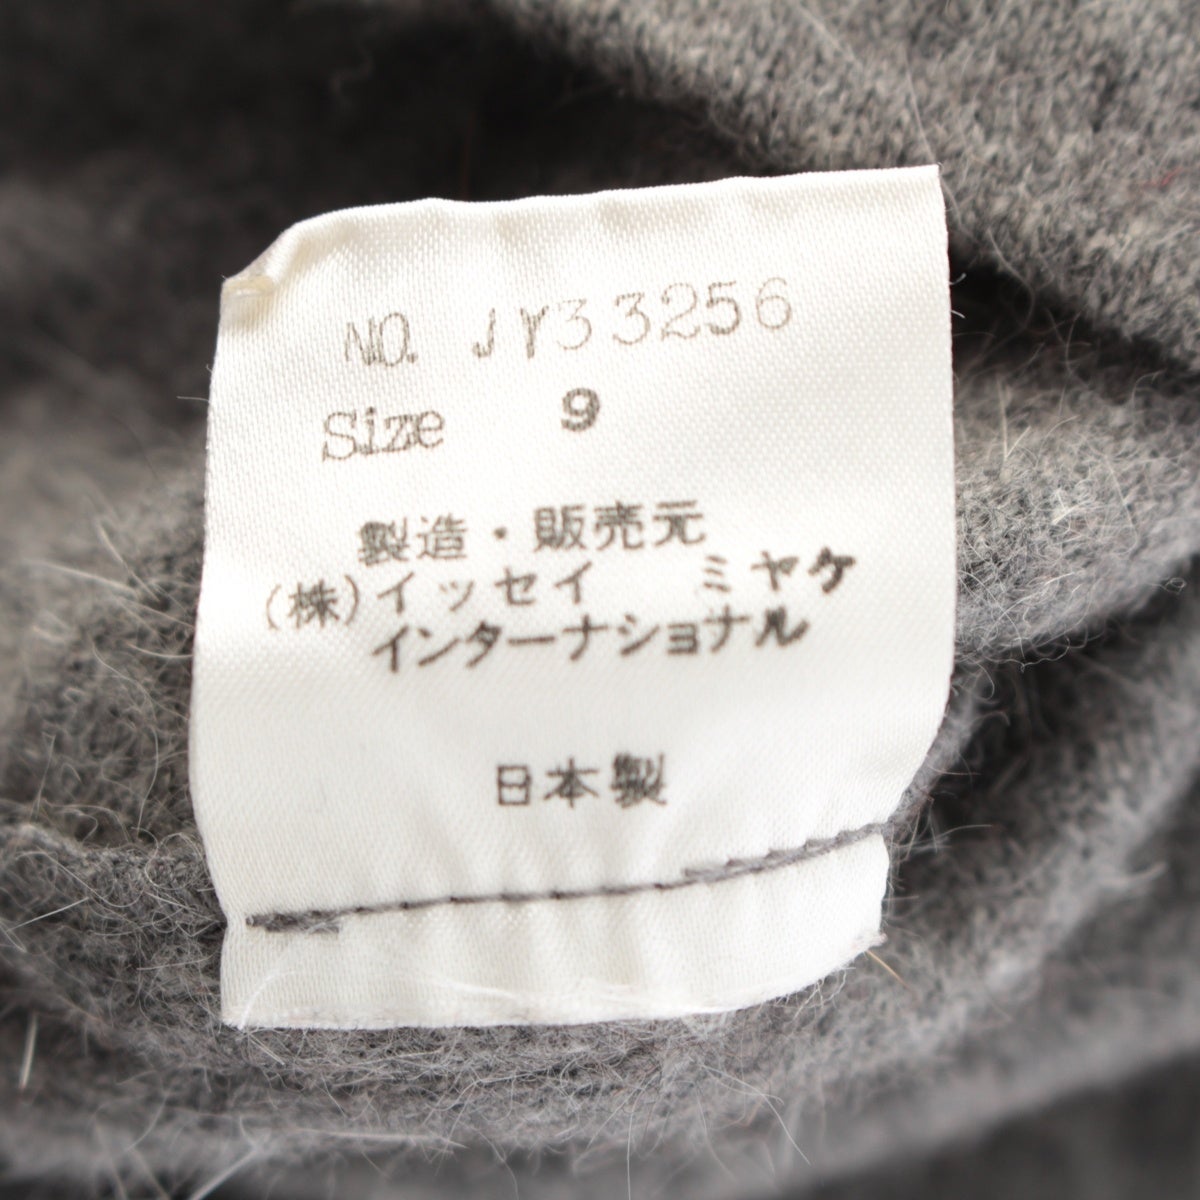 NO. JY33256
Size 9
製造・販売元
(株)イッセイ ミヤケ
インターナショナル
日本製